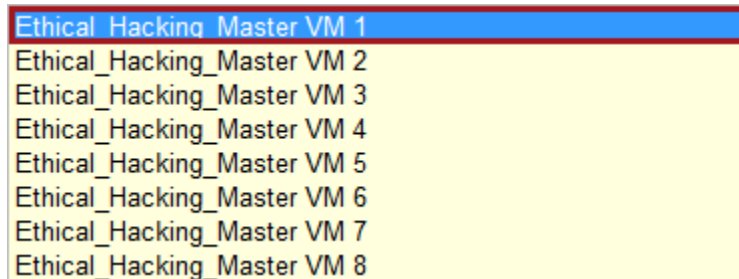 Ethical_Hacking_Master VM 1
Ethical_Hacking_Master VM 2
Ethical_Hacking_Master VM 3
Ethical_Hacking_Master VM 4
Ethical_Hacking_Master VM 5
Ethical_Hacking_Master VM 6
Ethical_Hacking_Master VM 7
Ethical_Hacking_Master VM 8